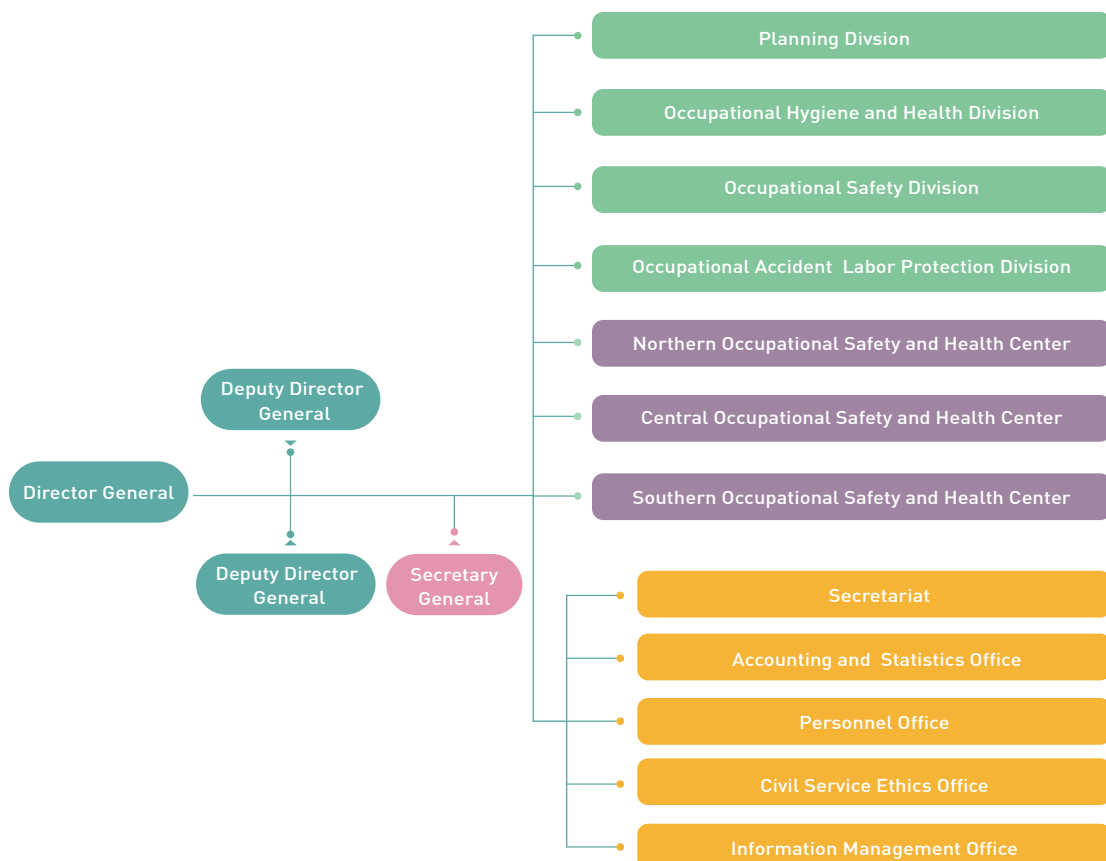 Planning Divsion
Occupational Hygiene and Health Division
Occupational Safety Division
Occupational Accident Labor Protection Division
Northern Occupational Safety and Health Center
Deputy Director
General
Central Occupational Safety and Health Center
Director General
Southern Occupational Safety and Health Center
Deputy Director
General
Secretary
General
Secretariat
Accounting and Statistics Office
Personnel Office
Civil Service Ethics Office
Information Management Office